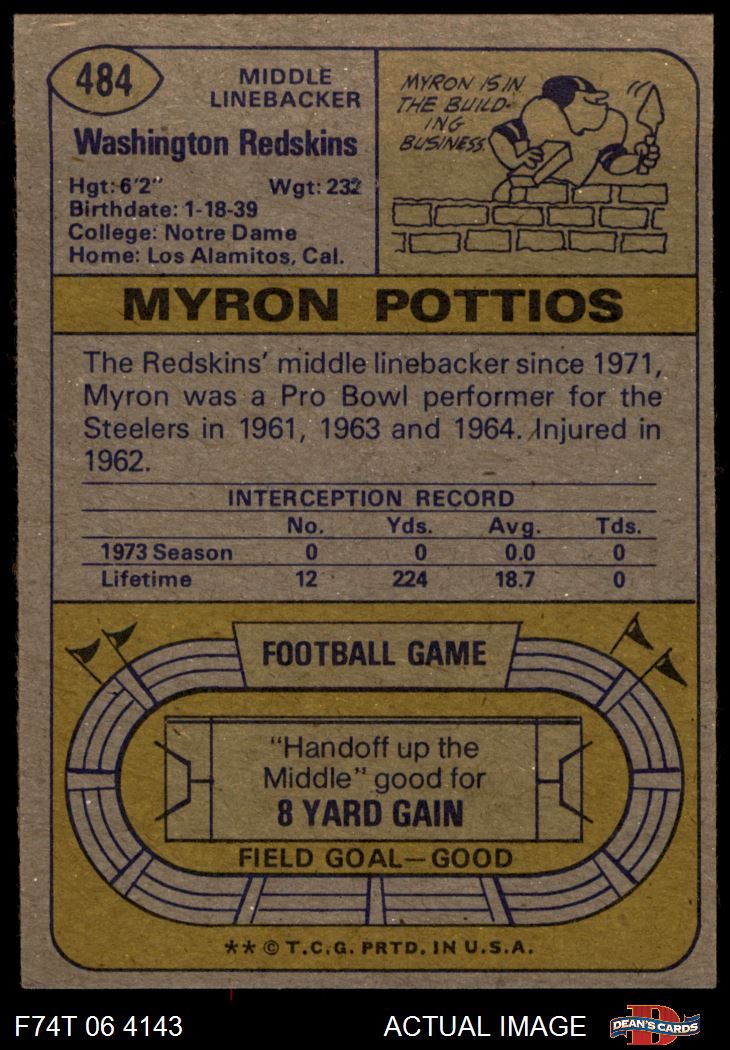 484
MIDDLE
LINEBACKER
Washington Redskins
Hgt: 6'2" Wgt: 232
Birthdate: 1-18-39
College: Notre Dame
Home: Los Alamitos, Cal.
MYRON IS IN
THE BUILD-
ING
BUSINESS.
MYRON POTTIOS
The Redskins' middle linebacker since 1971,
Myron was a Pro Bowl performer for the
Steelers in 1961, 1963 and 1964. Injured in
1962.
INTERCEPTION RECORD
No. Yds. Avg. Tds.
1973 Season 0 0 0.0 0
Lifetime 12 224 18.7 0
FOOTBALL GAME
"Handoff up the
Middle" good for
8 YARD GAIN
FIELD GOAL—GOOD
** © T.C.G. PRTD. IN U.S.A.
F74T 06 4143 ACTUAL IMAGE
DEAN'S CARDS